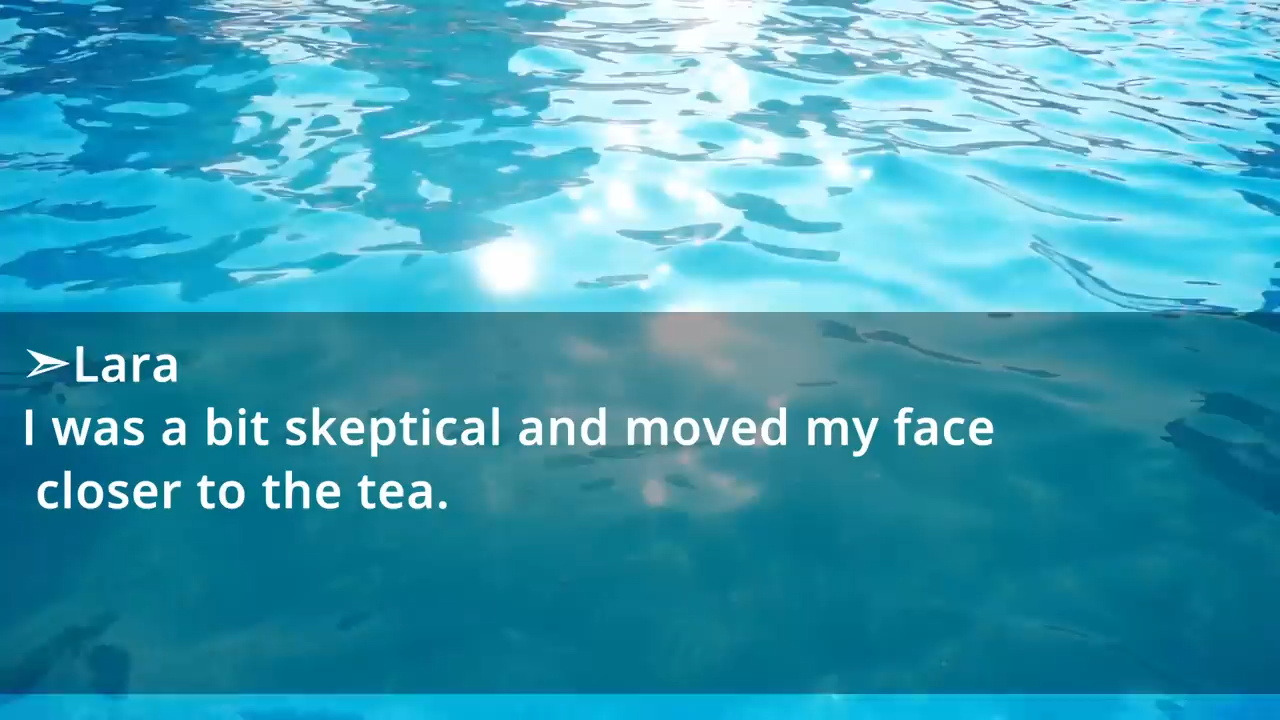 ➣Lara
I was a bit skeptical and moved my face
closer to the tea.